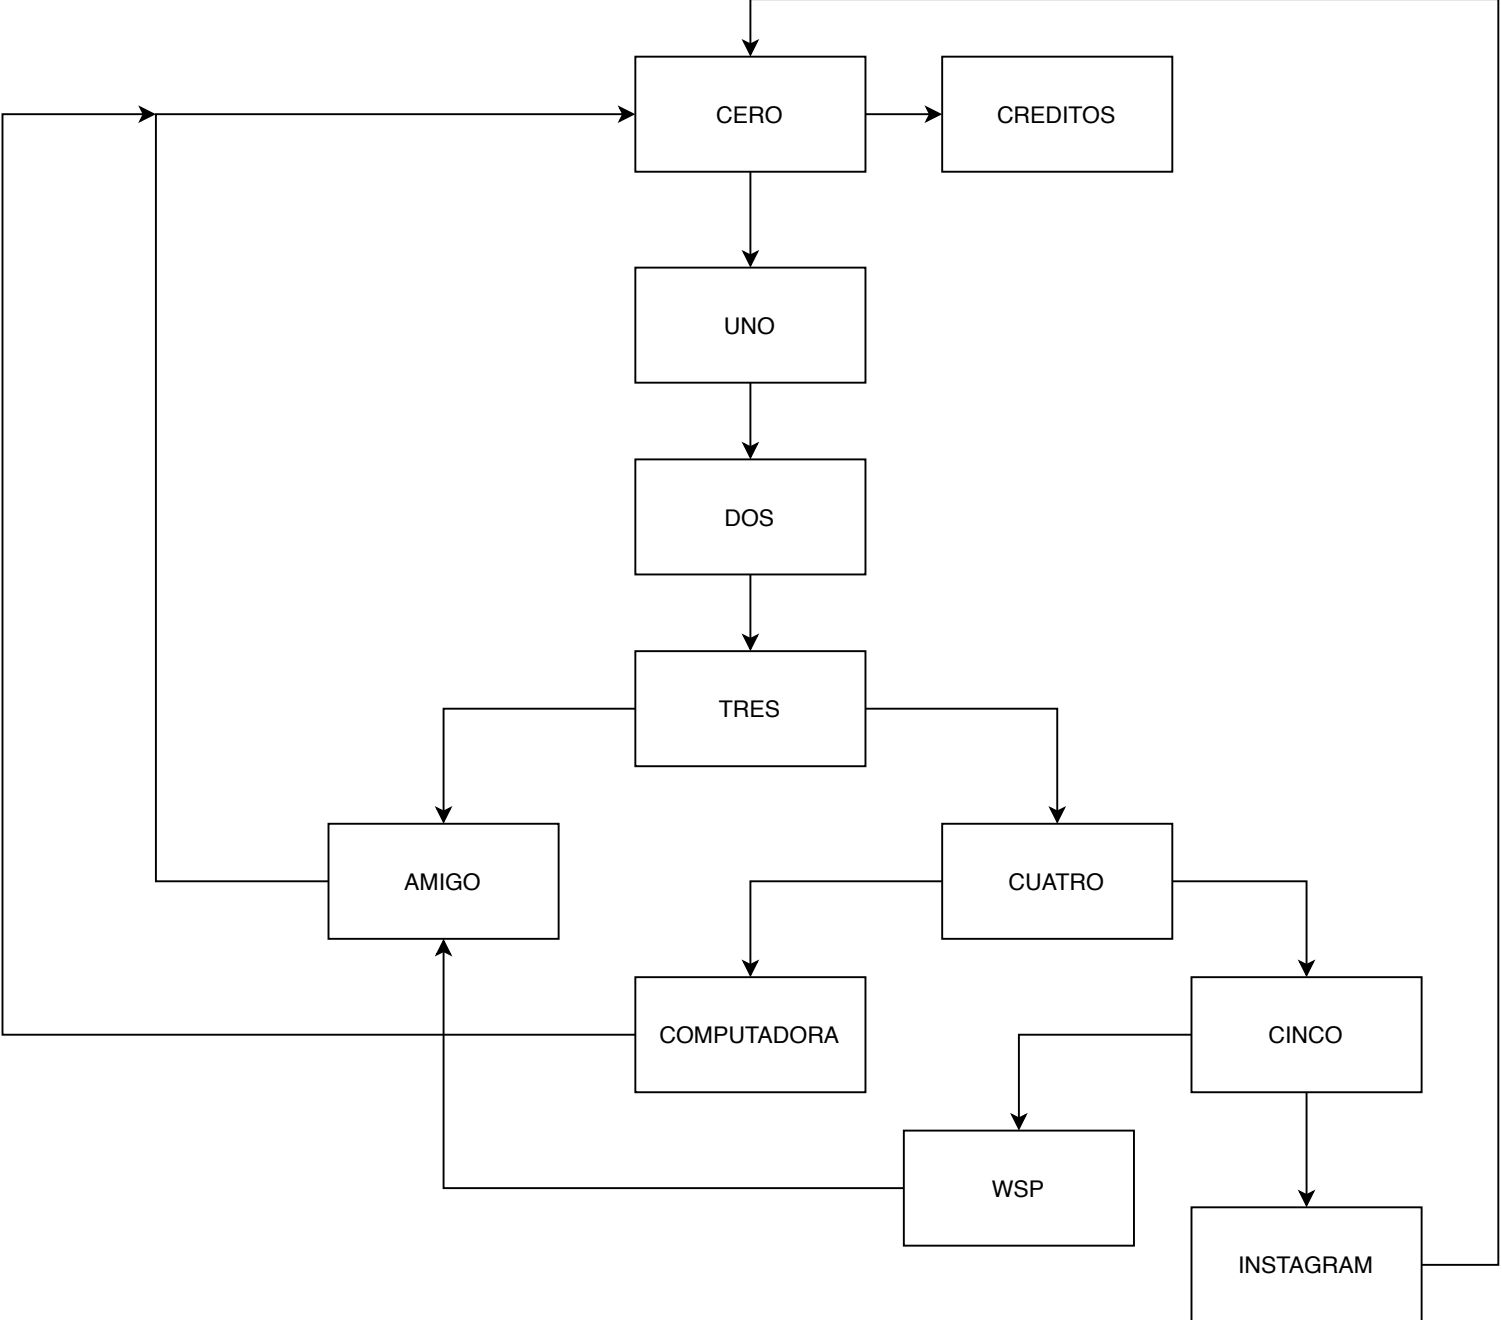 CERO
CREDITOS
UNO
DOS
TRES
AMIGO
CUATRO
COMPUTADORA
CINCO
WSP
INSTAGRAM